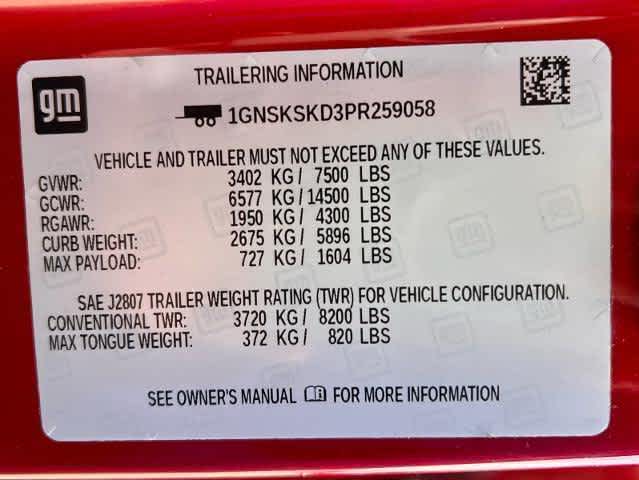 gm
TRAILERING INFORMATION
1GNSKSKD3PR259058
VEHICLE AND TRAILER MUST NOT EXCEED ANY OF THESE VALUES.
GVWR: 3402 KG / 7500 LBS
GCWR: 6577 KG / 14500 LBS
RGAWR: 1950 KG / 4300 LBS
CURB WEIGHT: 2675 KG / 5896 LBS
MAX PAYLOAD: 727 KG / 1604 LBS
SAE J2807 TRAILER WEIGHT RATING (TWR) FOR VEHICLE CONFIGURATION.
CONVENTIONAL TWR: 3720 KG / 8200 LBS
MAX TONGUE WEIGHT: 372 KG / 820 LBS
SEE OWNER'S MANUAL FOR MORE INFORMATION